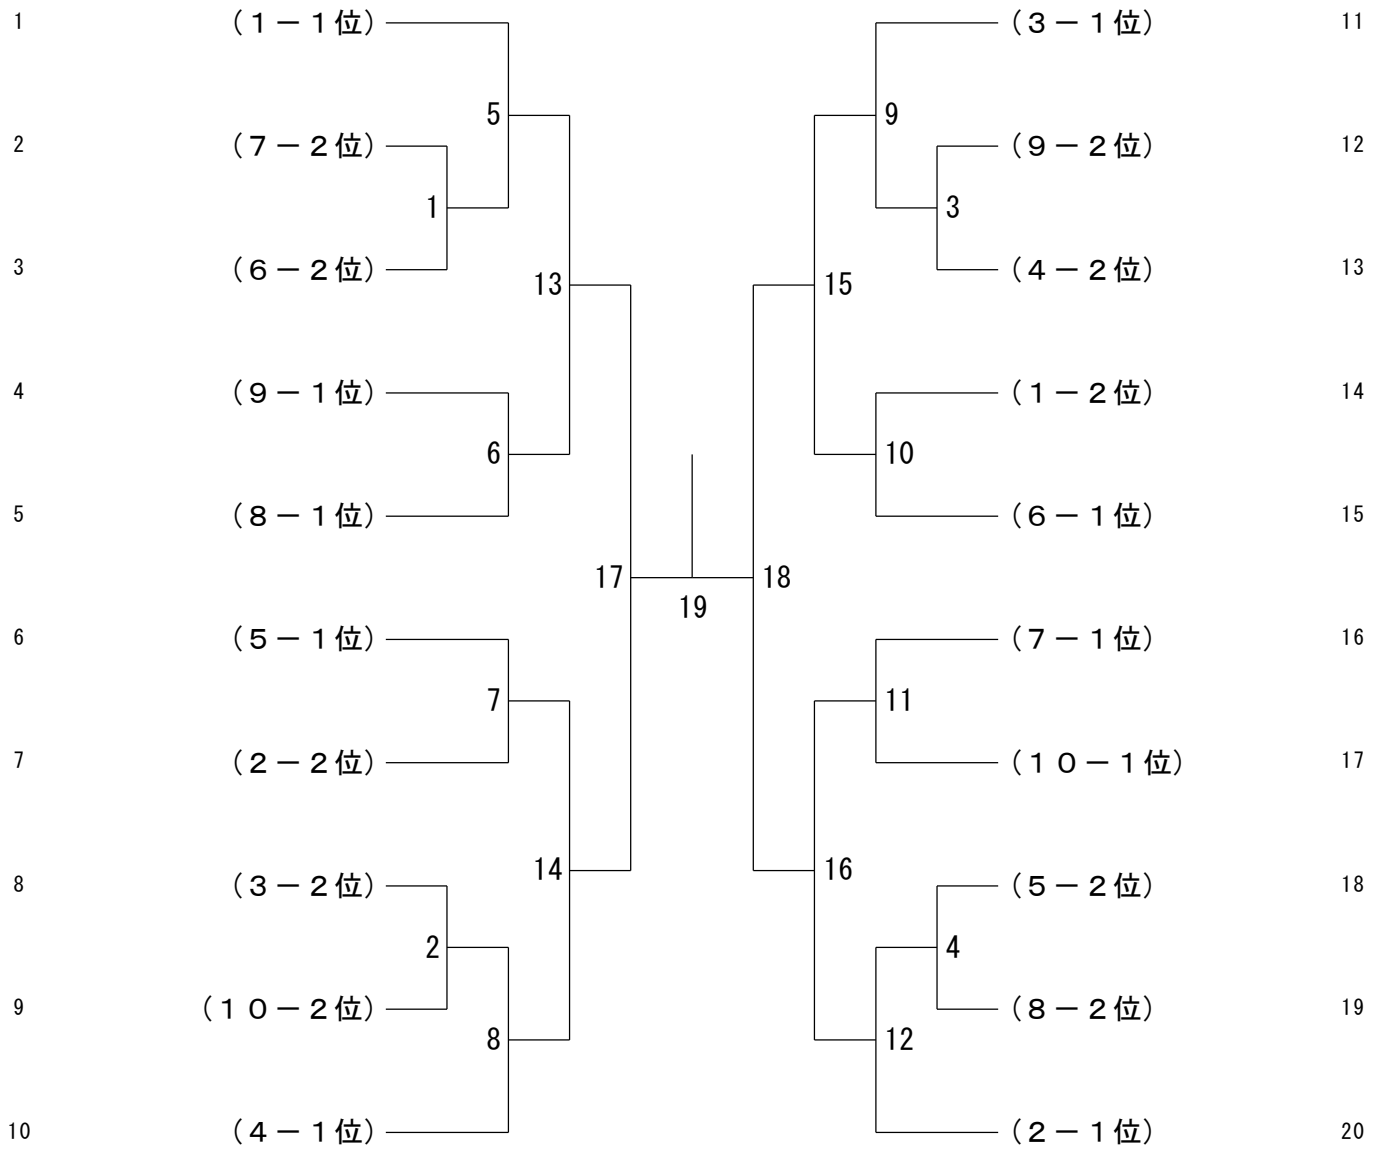 1 （１－１位） （３－１位） 11
5 9
2 （７－２位） （９－２位） 12
1 3
3 （６－２位） （４－２位） 13
13 15
4 （９－１位） （１－２位） 14
6 10
5 （８－１位） （６－１位） 15
17 18
19
6 （５－１位） （７－１位） 16
7 11
7 （２－２位） （１０－１位） 17
14 16
8 （３－２位） （５－２位） 18
2 4
9 （１０－２位） （８－２位） 19
8 12
10 （４－１位） （２－１位） 20